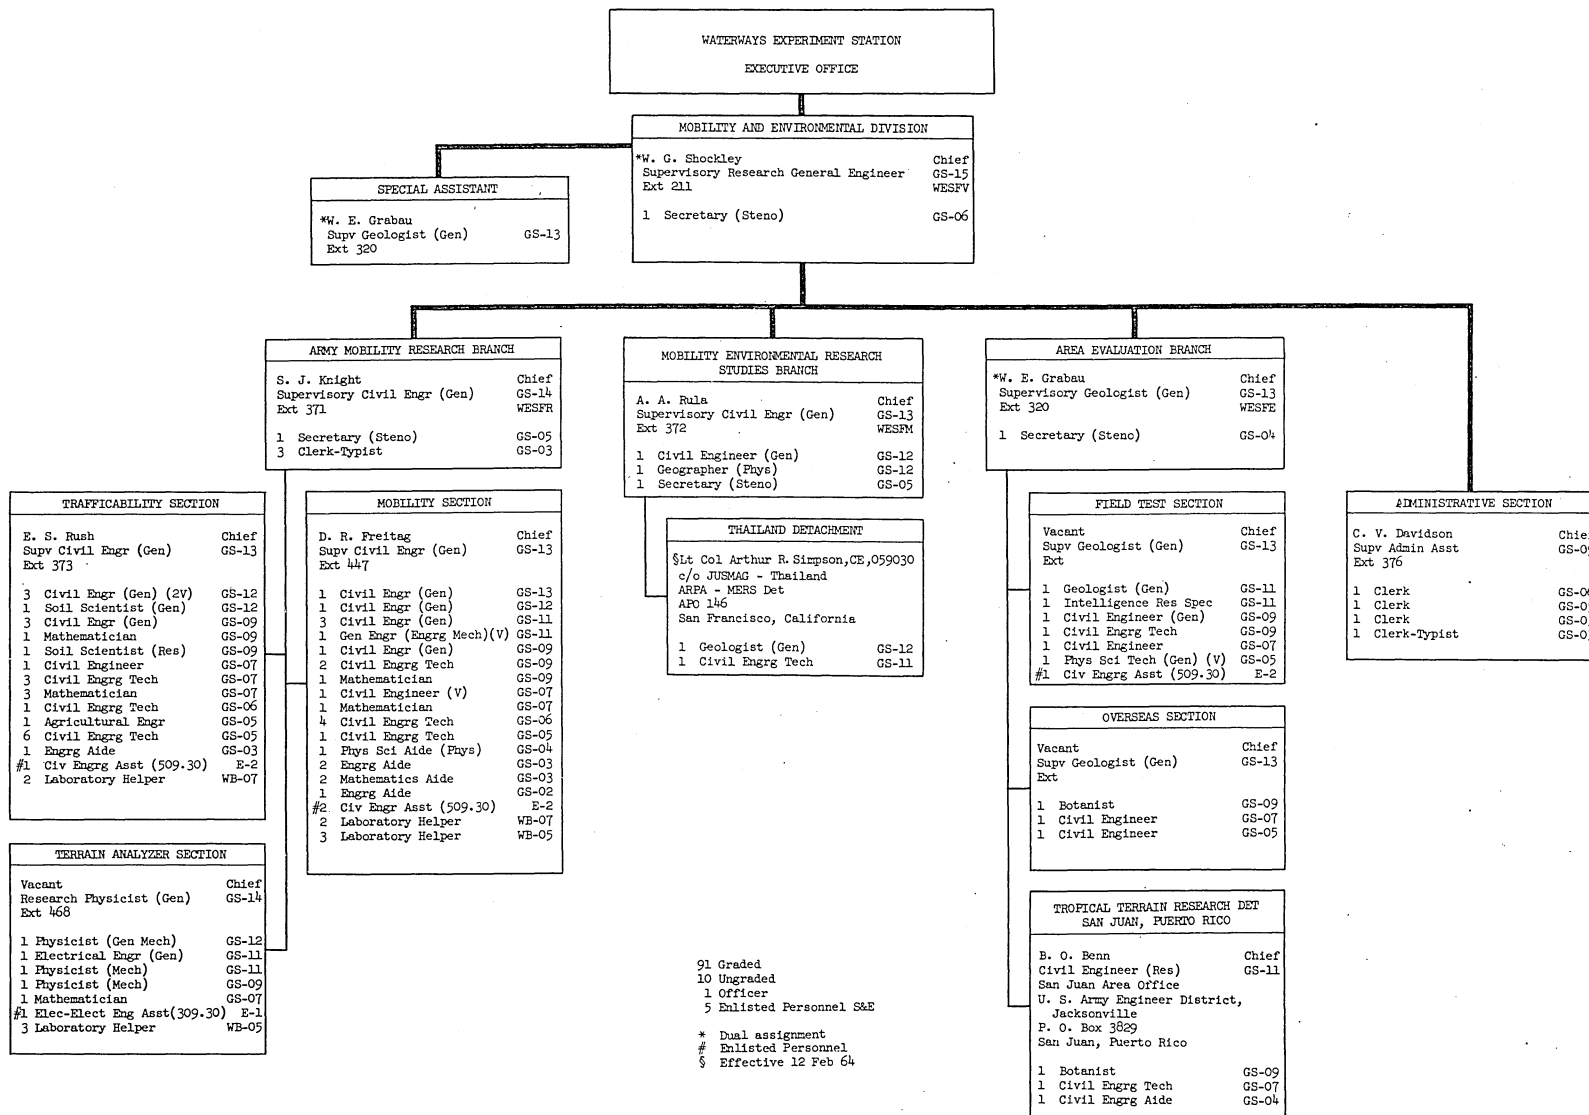 WATERWAYS EXPERIMENT STATION
EXECUTIVE OFFICE
MOBILITY AND ENVIRONMENTAL DIVISION
*W. G. Shockley Chief
Supervisory Research General Engineer GS-15
Ext 211 WESFV
1 Secretary (Steno) GS-06
SPECIAL ASSISTANT
*W. E. Grabau
Supv Geologist (Gen) GS-13
Ext 320
ARMY MOBILITY RESEARCH BRANCH
S. J. Knight Chief
Supervisory Civil Engr (Gen) GS-14
Ext 371 WESFR
1 Secretary (Steno) GS-05
3 Clerk-Typist GS-03
MOBILITY ENVIRONMENTAL RESEARCH
STUDIES BRANCH
A. A. Rula Chief
Supervisory Civil Engr (Gen) GS-13
Ext 372 WESFM
1 Civil Engineer (Gen) GS-12
1 Geographer (Phys) GS-12
1 Secretary (Steno) GS-05
AREA EVALUATION BRANCH
*W. E. Grabau Chief
Supervisory Geologist (Gen) GS-13
Ext 320 WESFE
1 Secretary (Steno) GS-04
TRAFFICABILITY SECTION
E. S. Rush Chief
Supv Civil Engr (Gen) GS-13
Ext 373
3 Civil Engr (Gen) (2V) GS-12
1 Soil Scientist (Gen) GS-12
3 Civil Engr (Gen) GS-09
1 Mathematician GS-09
1 Soil Scientist (Res) GS-09
1 Civil Engineer GS-07
3 Civil Engrg Tech GS-07
3 Mathematician GS-07
1 Civil Engrg Tech GS-06
1 Agricultural Engr GS-05
6 Civil Engrg Tech GS-05
1 Engrg Aide GS-03
#1 Civ Engrg Asst (509.30) E-2
2 Laboratory Helper WB-07
MOBILITY SECTION
D. R. Freitag Chief
Supv Civil Engr (Gen) GS-13
Ext 447
1 Civil Engr (Gen) GS-13
1 Civil Engr (Gen) GS-12
3 Civil Engr (Gen) GS-11
1 Gen Engr (Engrg Mech)(V) GS-11
1 Civil Engr (Gen) GS-09
2 Civil Engrg Tech GS-09
1 Mathematician GS-09
1 Civil Engineer (V) GS-07
1 Mathematician GS-07
4 Civil Engrg Tech GS-06
1 Civil Engrg Tech GS-05
1 Phys Sci Aide (Phys) GS-04
2 Engrg Aide GS-03
2 Mathematics Aide GS-03
1 Engrg Aide GS-02
#2 Civ Engr Asst (509.30) E-2
2 Laboratory Helper WB-07
3 Laboratory Helper WB-05
THAILAND DETACHMENT
§Lt Col Arthur R. Simpson,CE,059030
c/o JUSMAG - Thailand
ARPA - MERS Det
APO 146
San Francisco, California
1 Geologist (Gen) GS-12
1 Civil Engrg Tech GS-11
FIELD TEST SECTION
Vacant Chief
Supv Geologist (Gen) GS-13
Ext
1 Geologist (Gen) GS-11
1 Intelligence Res Spec GS-11
1 Civil Engineer (Gen) GS-09
1 Civil Engrg Tech GS-09
1 Civil Engineer GS-07
1 Phys Sci Tech (Gen) (V) GS-05
#1 Civ Engrg Asst (509.30) E-2
ADMINISTRATIVE SECTION
C. V. Davidson Chief
Supv Admin Asst
Ext 376
1 Clerk
1 Clerk
1 Clerk
1 Clerk-Typist
OVERSEAS SECTION
Vacant Chief
Supv Geologist (Gen) GS-13
Ext
1 Botanist GS-09
1 Civil Engineer GS-07
1 Civil Engineer GS-05
TERRAIN ANALYZER SECTION
Vacant Chief
Research Physicist (Gen) GS-14
Ext 468
1 Physicist (Gen Mech) GS-12
1 Electrical Engr (Gen) GS-11
1 Physicist (Mech) GS-11
1 Physicist (Mech) GS-09
1 Mathematician GS-07
#1 Elec-Elect Eng Asst(309.30) E-1
3 Laboratory Helper WB-05
TROPICAL TERRAIN RESEARCH DET
SAN JUAN, PUERTO RICO
B. O. Benn Chief
Civil Engineer (Res) GS-11
San Juan Area Office
U. S. Army Engineer District,
Jacksonville
P. O. Box 3829
San Juan, Puerto Rico
1 Botanist GS-09
1 Civil Engrg Tech GS-07
1 Civil Engrg Aide GS-04
91 Graded
10 Ungraded
1 Officer
5 Enlisted Personnel S&E
* Dual assignment
# Enlisted Personnel
§ Effective 12 Feb 64